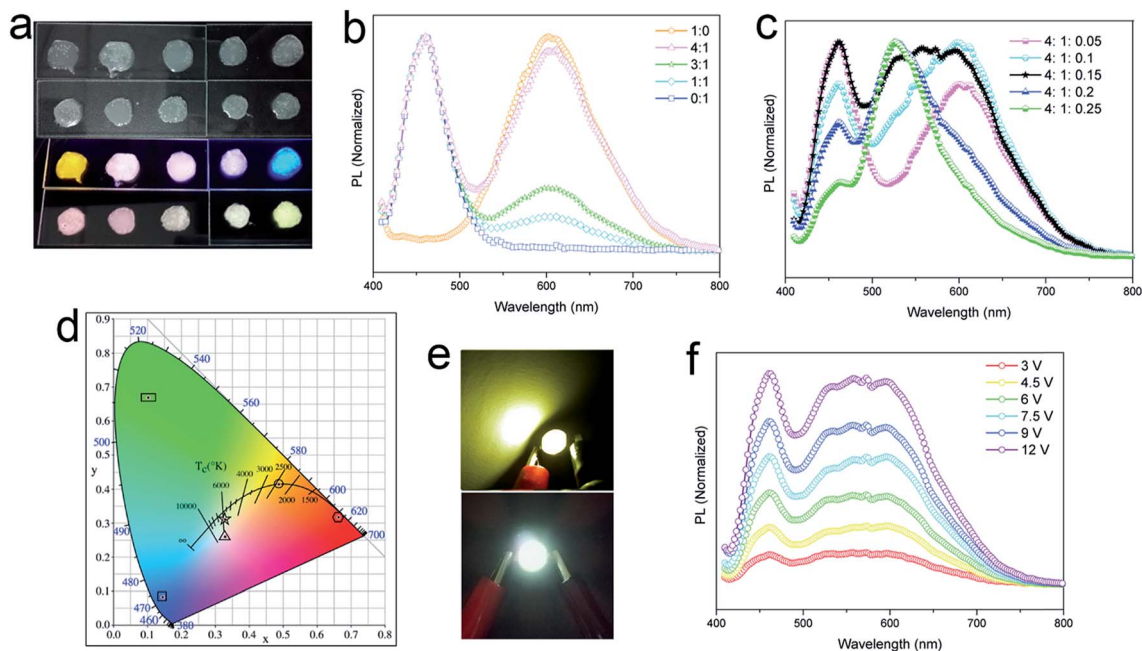 a
b
PL (Normalized)
1:0
4:1
3:1
1:1
0:1
400 500 600 700 800
Wavelength (nm)
c
PL (Normalized)
4: 1: 0.05
4: 1: 0.1
4: 1: 0.15
4: 1: 0.2
4: 1: 0.25
400 500 600 700 800
Wavelength (nm)
d
0.9
0.8
0.7
0.6
0.5
y
0.4
0.3
0.2
0.1
0.0
520
540
560
500
580
Tc(°K)
2500
3000
4000
6000
10000
2000
1500
600
620
700
∞
490
480
470
460
380
0.0 0.1 0.2 0.3 0.4 0.5 0.6 0.7 0.8
x
e
f
PL (Normalized)
3 V
4.5 V
6 V
7.5 V
9 V
12 V
400 500 600 700 800
Wavelength (nm)